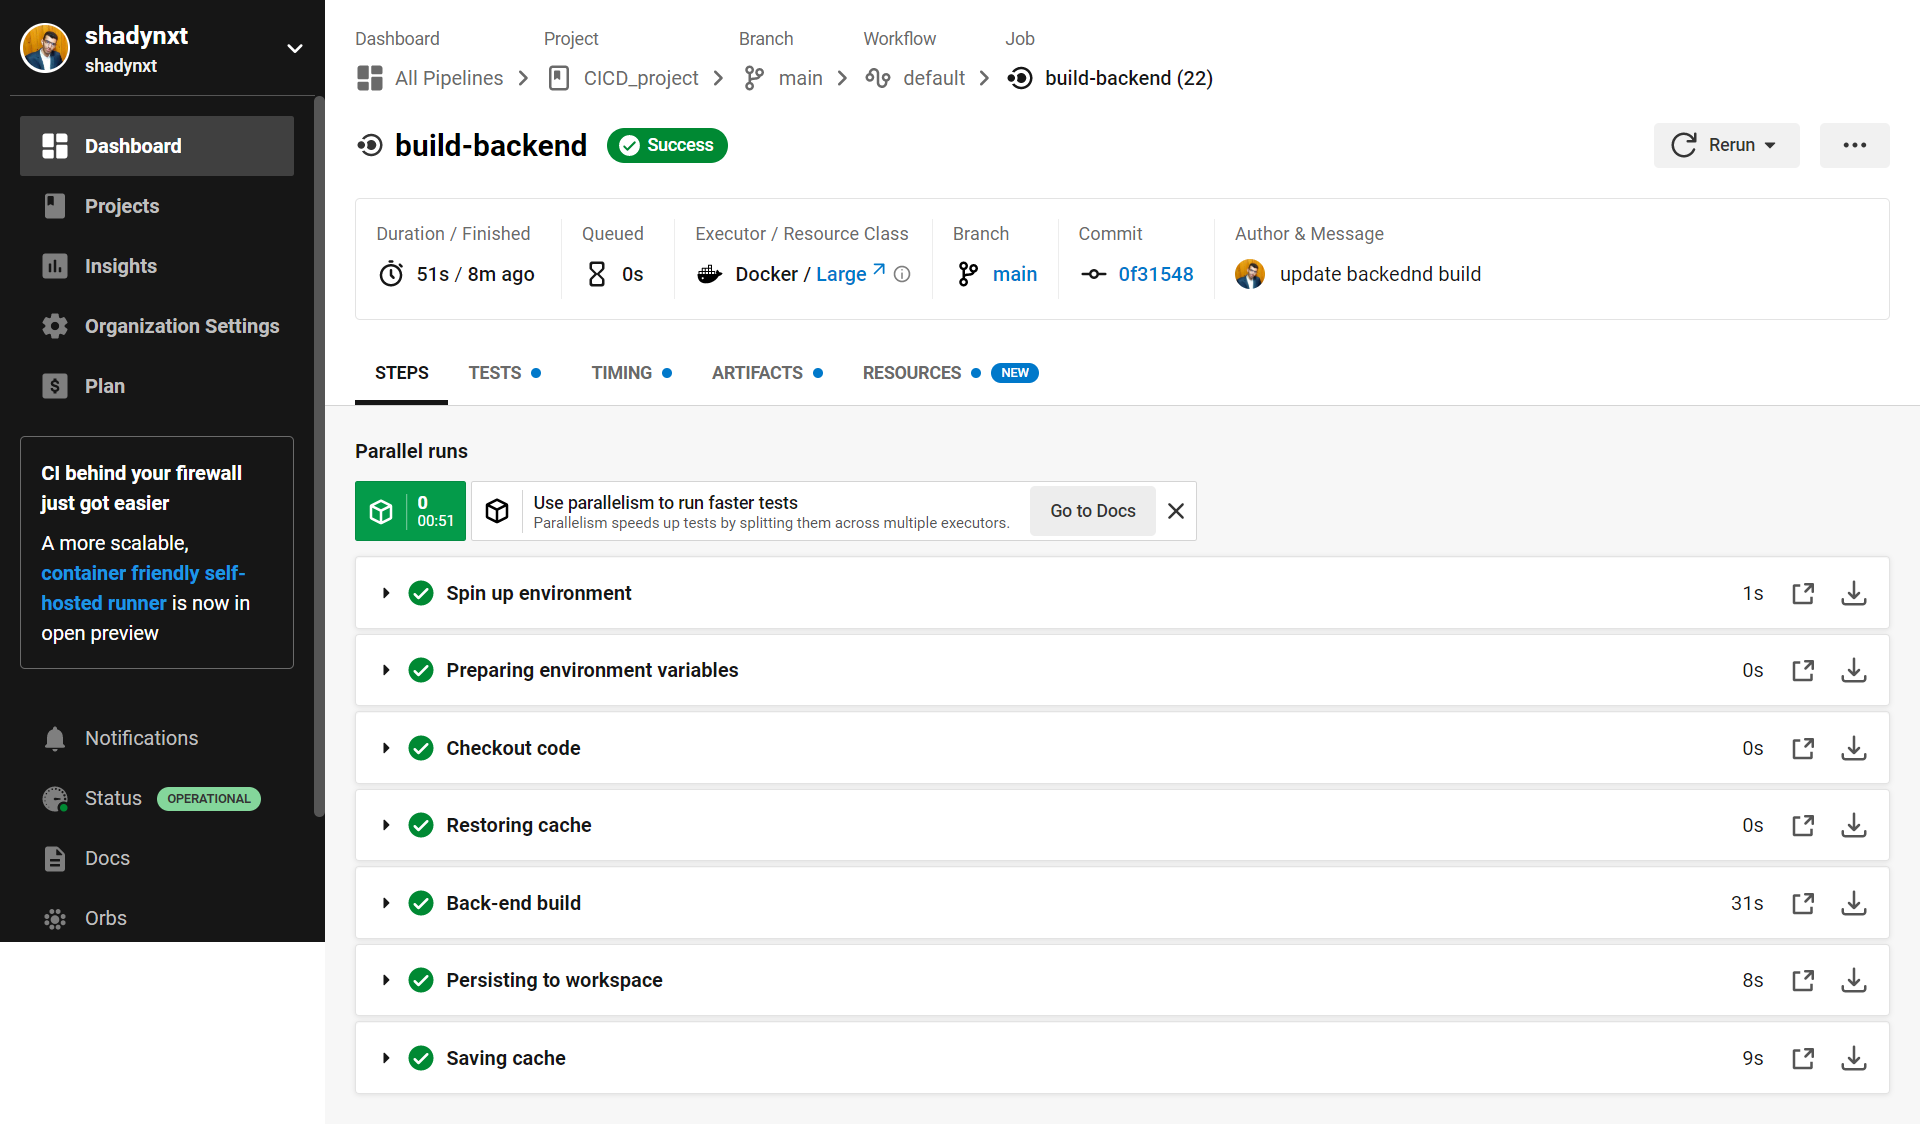 shadynxt
shadynxt
Dashboard
Projects
Insights
Organization Settings
Plan
CI behind your firewall
just got easier
A more scalable,
container friendly self-
hosted runner is now in
open preview
Notifications
Status OPERATIONAL
Docs
Orbs
Dashboard Project Branch Workflow Job
All Pipelines CICD_project main default build-backend (22)
build-backend Success
Rerun
Duration / Finished Queued Executor / Resource Class Branch Commit Author & Message
51s / 8m ago 0s Docker / Large main 0f31548 update backednd build
STEPS TESTS TIMING ARTIFACTS RESOURCES NEW
Parallel runs
0
00:51
Use parallelism to run faster tests
Parallelism speeds up tests by splitting them across multiple executors.
Go to Docs
Spin up environment 1s
Preparing environment variables 0s
Checkout code 0s
Restoring cache 0s
Back-end build 31s
Persisting to workspace 8s
Saving cache 9s